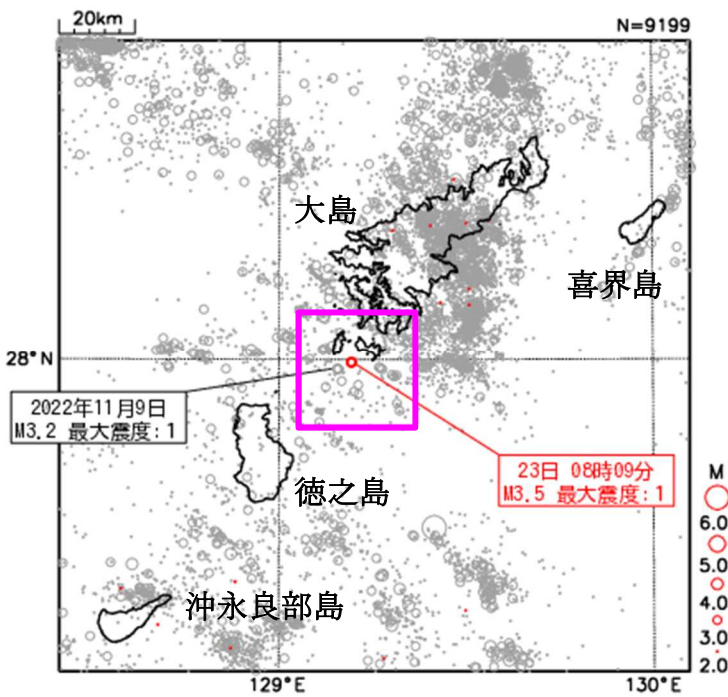 20km
N=9199
大島
喜界島
28°N
2022年11月9日
M3.2 最大震度:1
23日 08時09分
M3.5 最大震度:1
徳之島
沖永良部島
M
6.0
5.0
4.0
3.0
2.0
129°E
130°E